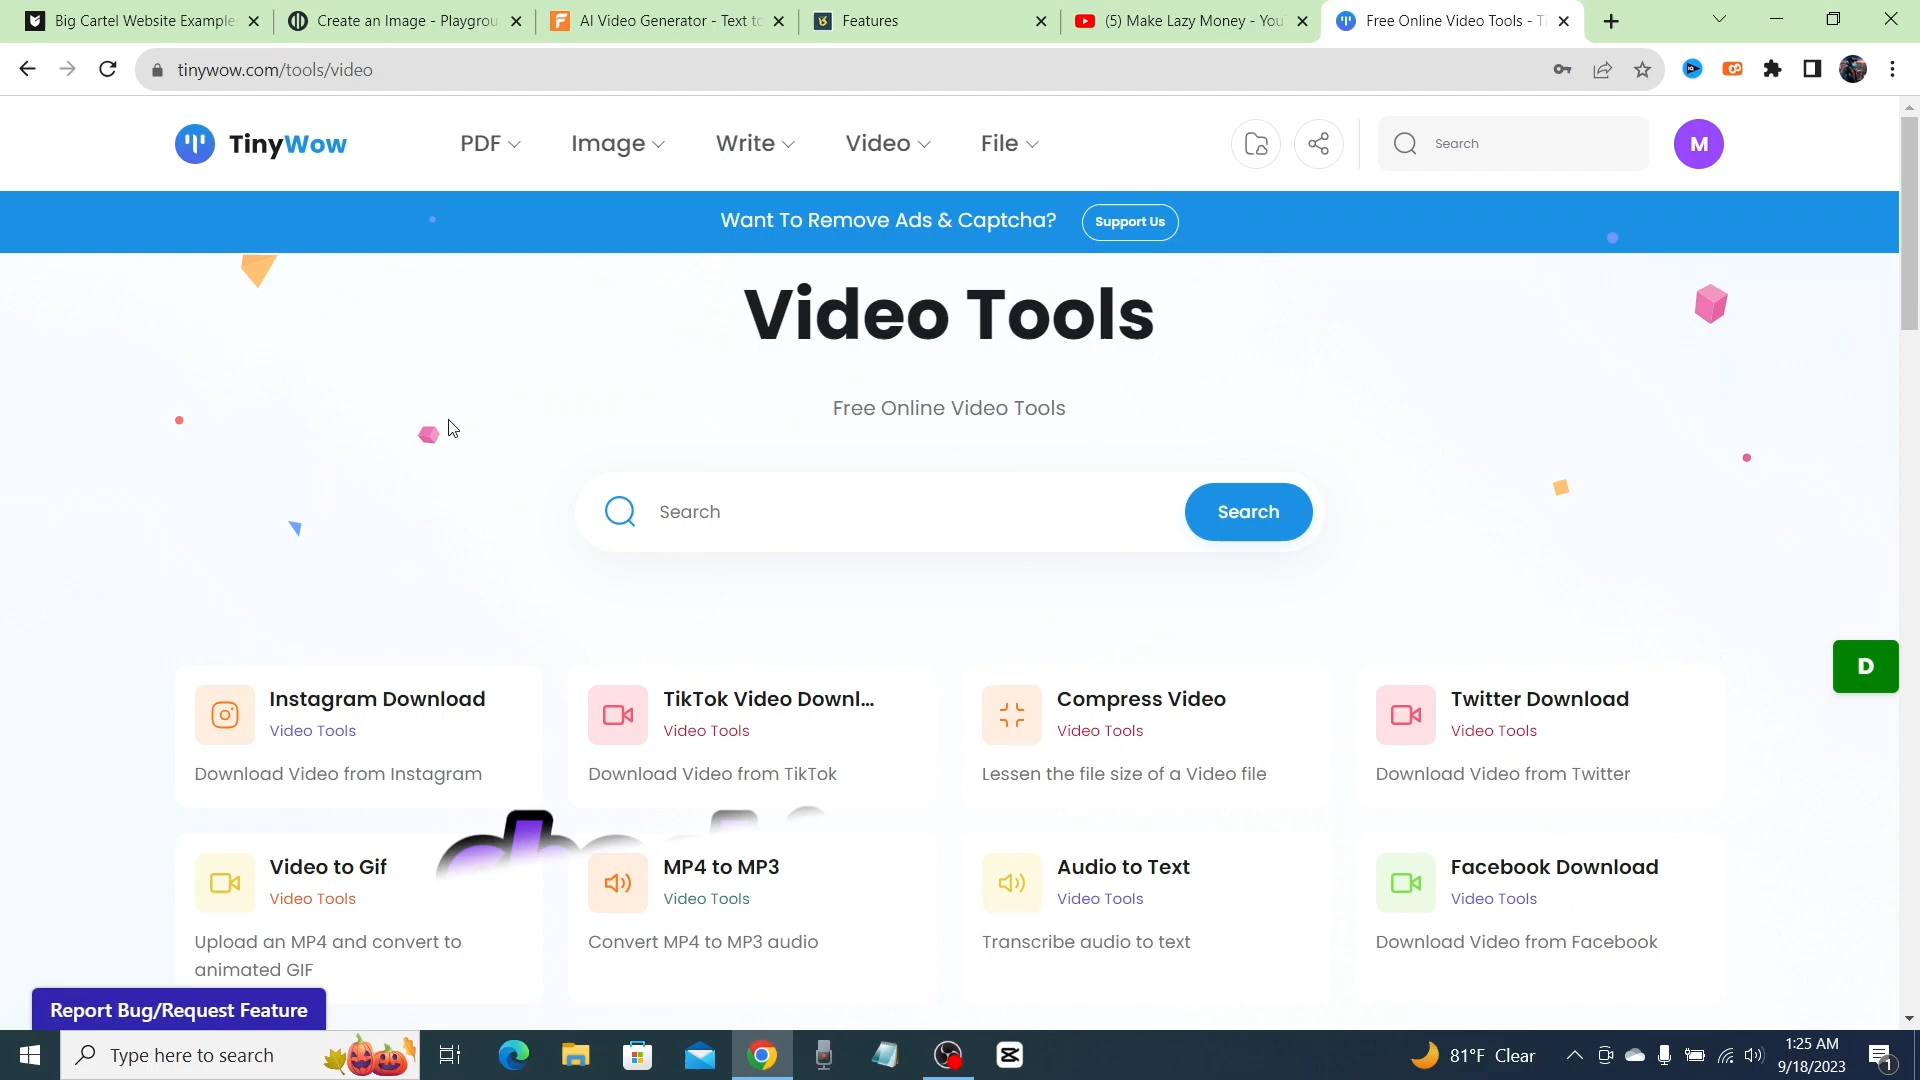 Big Cartel Website Example
Create an Image - Playgrou
AI Video Generator - Text to
Features
(5) Make Lazy Money - You
Free Online Video Tools - Ti
tinywow.com/tools/video
TinyWow
PDF
Image
Write
Video
File
Search
M
Want To Remove Ads & Captcha?
Support Us
Video Tools
Free Online Video Tools
Search
Search
D
Instagram Download
Video Tools
Download Video from Instagram
TikTok Video Downl...
Video Tools
Download Video from TikTok
Compress Video
Video Tools
Lessen the file size of a Video file
Twitter Download
Video Tools
Download Video from Twitter
Video to Gif
Video Tools
Upload an MP4 and convert to
animated GIF
MP4 to MP3
Video Tools
Convert MP4 to MP3 audio
Audio to Text
Video Tools
Transcribe audio to text
Facebook Download
Video Tools
Download Video from Facebook
Report Bug/Request Feature
Type here to search
81°F Clear
1:25 AM
9/18/2023
1